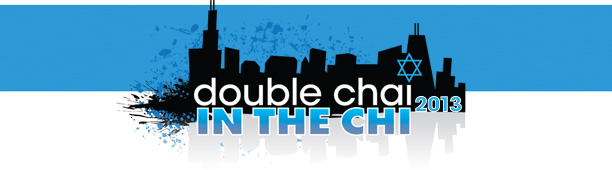 double chai
2013
IN THE CHI